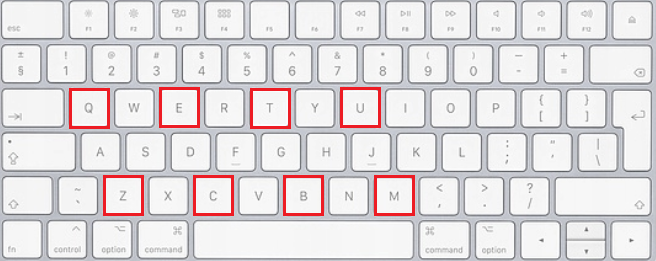 esc F1 F2 F3 F4 F5 F6 F7 F8 F9 F10 F11 F12
± ! @ # $ % ^ & * ( ) _ +
§ 1 2 3 4 5 6 7 8 9 0 - =
Q W E R T Y U I O P { [ } ]
A S D F G H J K L : ; " ' | \
~ ` Z X C V B N M < , > . ? /
fn control option command command option